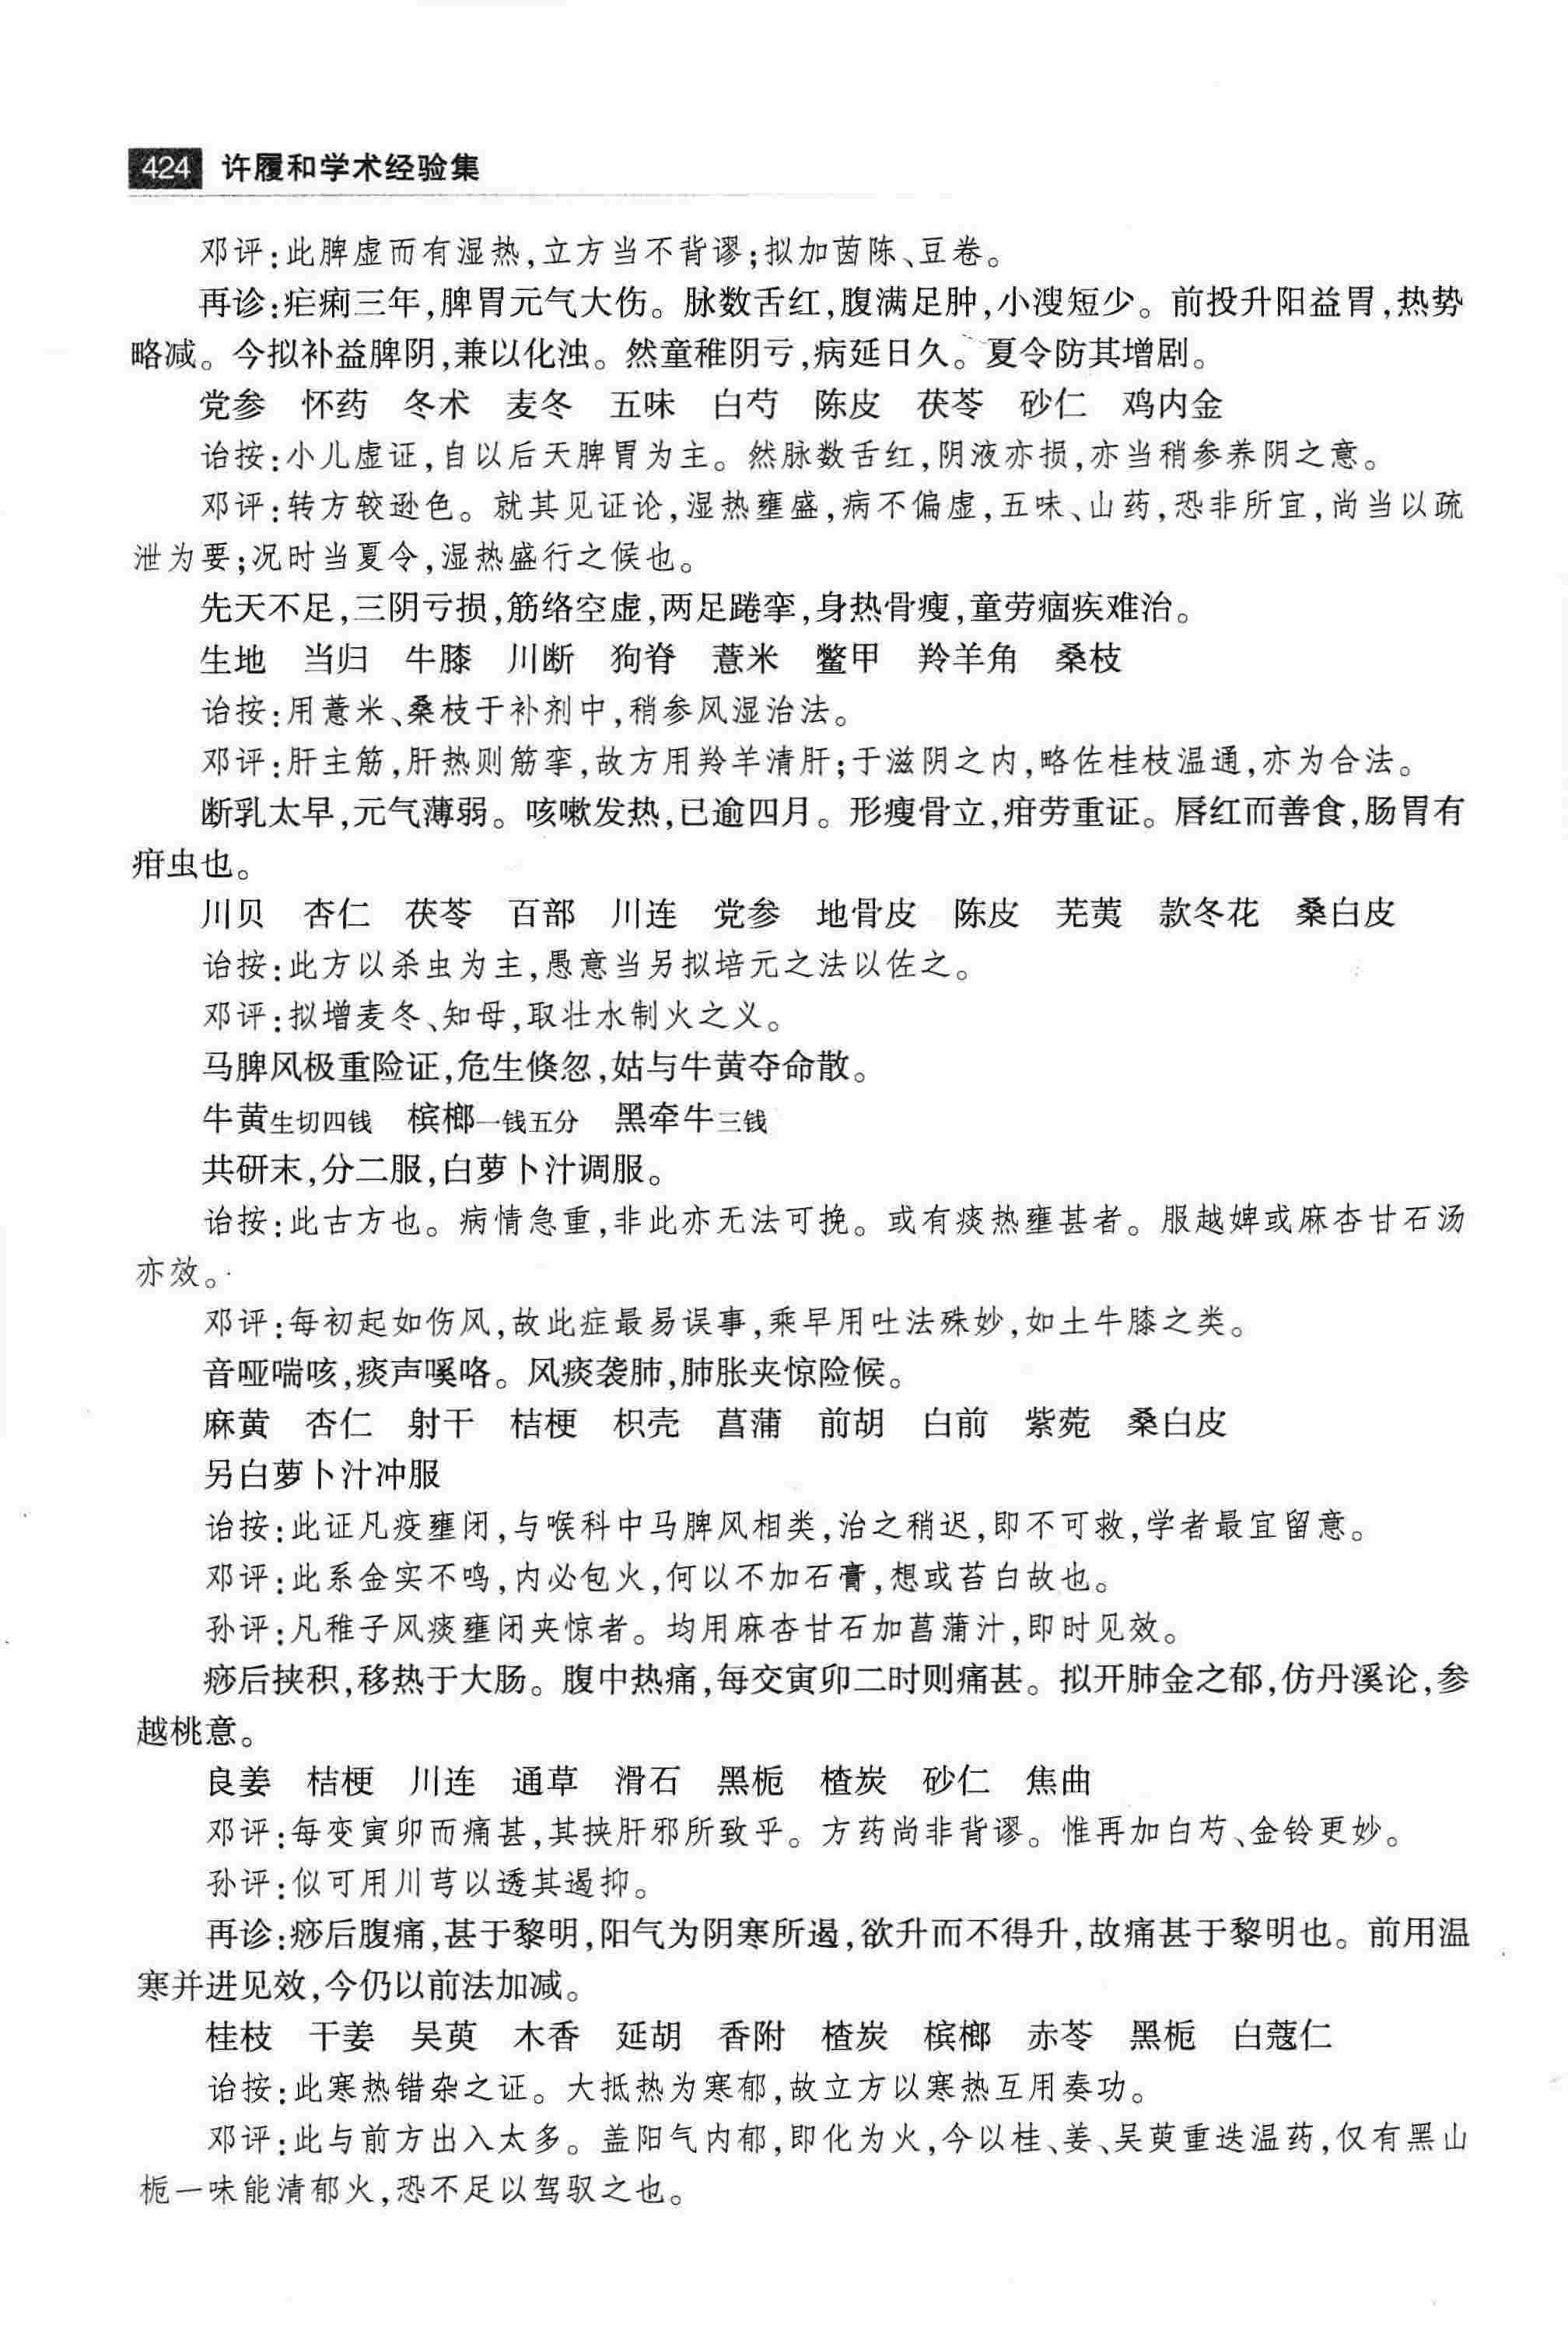 424 许履和学术经验集
邓评:此脾虚而有湿热,立方当不背谬;拟加茵陈、豆卷。
再诊:疟痢三年,脾胃元气大伤。脉数舌红,腹满足肿,小溲短少。前投升阳益胃,热势
略减。今拟补益脾阴,兼以化浊。然童稚阴亏,病延日久。夏令防其增剧。
党参 怀药 冬术 麦冬 五味 白芍 陈皮 茯苓 砂仁 鸡内金
诒按:小儿虚证,自以后天脾胃为主。然脉数舌红,阴液亦损,亦当稍参养阴之意。
邓评:转方较逊色。就其见证论,湿热壅盛,病不偏虚,五味、山药,恐非所宜,尚当以疏
泄为要;况时当夏令,湿热盛行之候也。
先天不足,三阴亏损,筋络空虚,两足踡挛,身热骨瘦,童劳痼疾难治。
生地 当归 牛膝 川断 狗脊 薏米 鳖甲 羚羊角 桑枝
诒按:用薏米、桑枝于补剂中,稍参风湿治法。
邓评:肝主筋,肝热则筋挛,故方用羚羊清肝;于滋阴之内,略佐桂枝温通,亦为合法。
断乳太早,元气薄弱。咳嗽发热,已逾四月。形瘦骨立,疳劳重证。唇红而善食,肠胃有
疳虫也。
川贝 杏仁 茯苓 百部 川连 党参 地骨皮 陈皮 芜荑 款冬花 桑白皮
诒按:此方以杀虫为主,愚意当另拟培元之法以佐之。
邓评:拟增麦冬、知母,取壮水制火之义。
马脾风极重险证,危生倏忽,姑与牛黄夺命散。
牛黄生切四钱 槟榔一钱五分 黑牵牛三钱
共研末,分二服,白萝卜汁调服。
诒按:此古方也。病情急重,非此亦无法可挽。或有痰热壅甚者。服越婢或麻杏甘石汤
亦效。
邓评:每初起如伤风,故此症最易误事,乘早用吐法殊妙,如土牛膝之类。
音哑喘咳,痰声嗘咯。风痰袭肺,肺胀夹惊险候。
麻黄 杏仁 射干 桔梗 枳壳 菖蒲 前胡 白前 紫菀 桑白皮
另白萝卜汁冲服
诒按:此证凡疫壅闭,与喉科中马脾风相类,治之稍迟,即不可救,学者最宜留意。
邓评:此系金实不鸣,内必包火,何以不加石膏,想或苔白故也。
孙评:凡稚子风痰壅闭夹惊者。均用麻杏甘石加菖蒲汁,即时见效。
痧后挟积,移热于大肠。腹中热痛,每交寅卯二时则痛甚。拟开肺金之郁,仿丹溪论,参
越桃意。
良姜 桔梗 川连 通草 滑石 黑栀 楂炭 砂仁 焦曲
邓评:每变寅卯而痛甚,其挟肝邪所致乎。方药尚非背谬。惟再加白芍、金铃更妙。
孙评:似可用川芎以透其遏抑。
再诊:痧后腹痛,甚于黎明,阳气为阴寒所遏,欲升而不得升,故痛甚于黎明也。前用温
寒并进见效,今仍以前法加减。
桂枝 干姜 吴萸 木香 延胡 香附 楂炭 槟榔 赤苓 黑栀 白蔻仁
诒按:此寒热错杂之证。大抵热为寒郁,故立方以寒热互用奏功。
邓评:此与前方出入太多。盖阳气内郁,即化为火,今以桂、姜、吴萸重迭温药,仅有黑山
栀一味能清郁火,恐不足以驾驭之也。